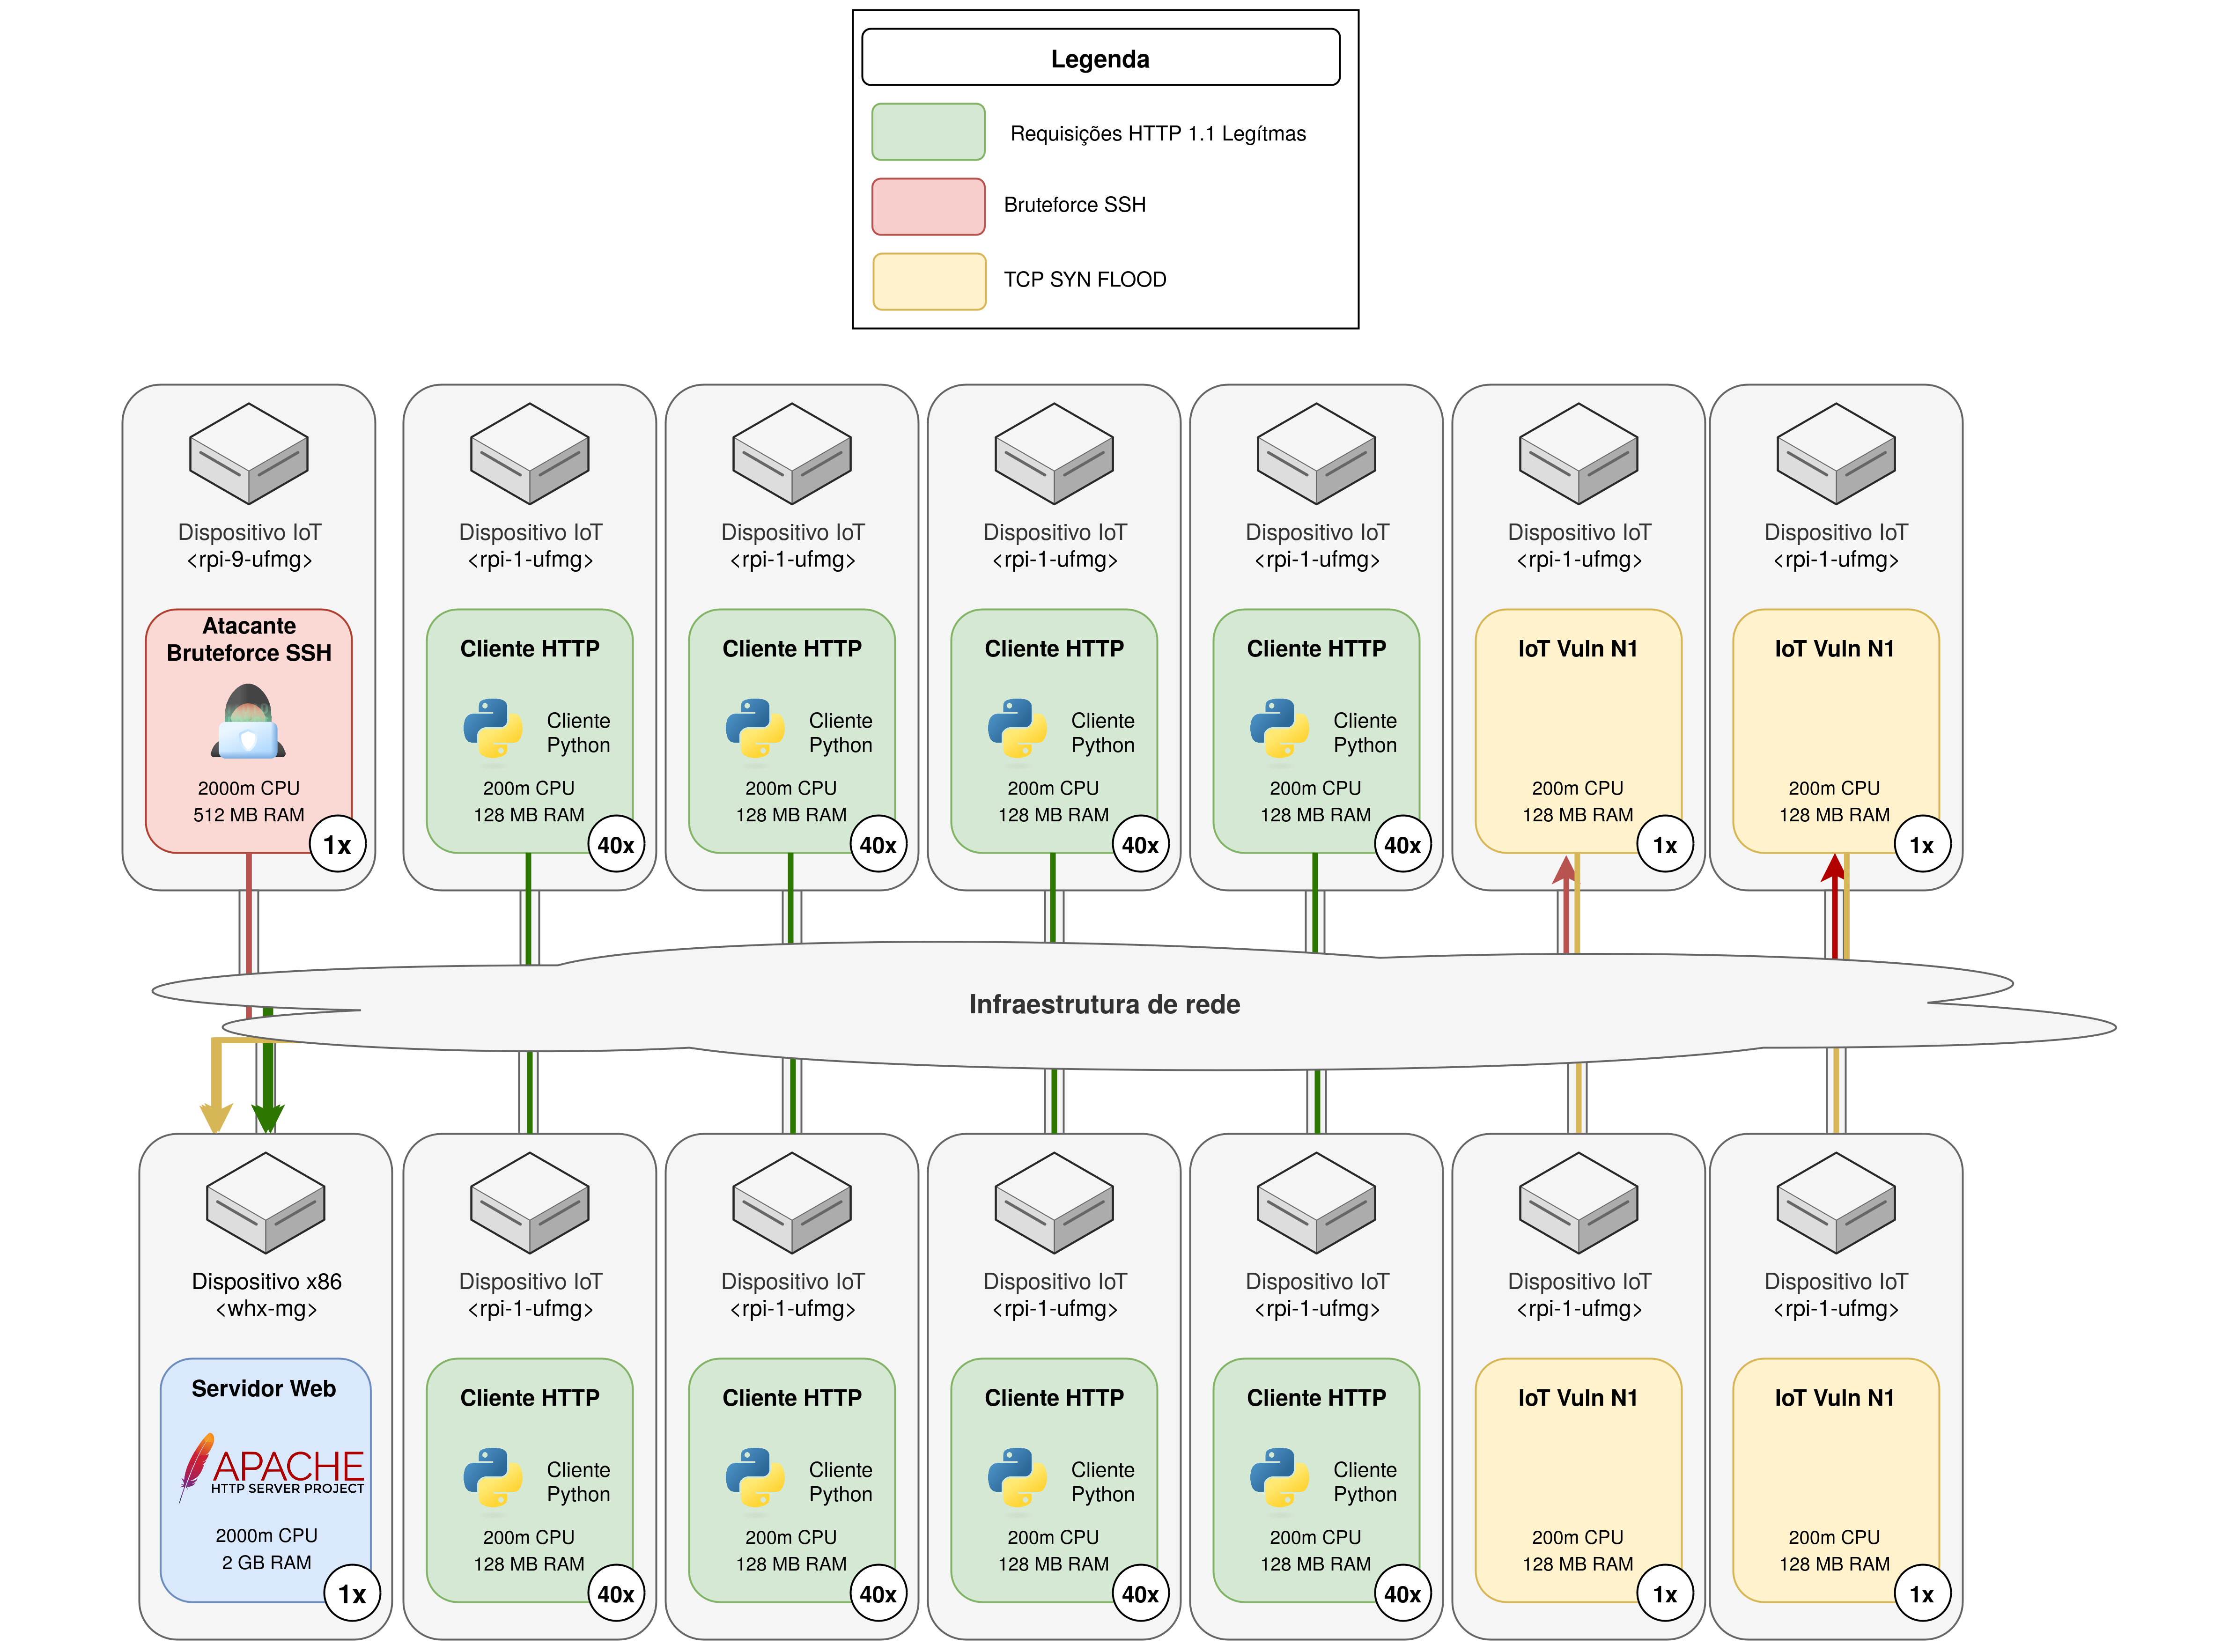 Legenda
Requisições HTTP 1.1 Legítmas
Bruteforce SSH
TCP SYN FLOOD
Dispositivo IoT
<rpi-9-ufmg>
Atacante
Bruteforce SSH
2000m CPU
512 MB RAM
1x
Dispositivo IoT
<rpi-1-ufmg>
Cliente HTTP
Cliente
Python
200m CPU
128 MB RAM
40x
Dispositivo IoT
<rpi-1-ufmg>
Cliente HTTP
Cliente
Python
200m CPU
128 MB RAM
40x
Dispositivo IoT
<rpi-1-ufmg>
Cliente HTTP
Cliente
Python
200m CPU
128 MB RAM
40x
Dispositivo IoT
<rpi-1-ufmg>
Cliente HTTP
Cliente
Python
200m CPU
128 MB RAM
40x
Dispositivo IoT
<rpi-1-ufmg>
IoT Vuln N1
200m CPU
128 MB RAM
1x
Dispositivo IoT
<rpi-1-ufmg>
IoT Vuln N1
200m CPU
128 MB RAM
1x
Infraestrutura de rede
Dispositivo x86
<whx-mg>
Servidor Web
APACHE
HTTP SERVER PROJECT
2000m CPU
2 GB RAM
1x
Dispositivo IoT
<rpi-1-ufmg>
Cliente HTTP
Cliente
Python
200m CPU
128 MB RAM
40x
Dispositivo IoT
<rpi-1-ufmg>
Cliente HTTP
Cliente
Python
200m CPU
128 MB RAM
40x
Dispositivo IoT
<rpi-1-ufmg>
Cliente HTTP
Cliente
Python
200m CPU
128 MB RAM
40x
Dispositivo IoT
<rpi-1-ufmg>
Cliente HTTP
Cliente
Python
200m CPU
128 MB RAM
40x
Dispositivo IoT
<rpi-1-ufmg>
IoT Vuln N1
200m CPU
128 MB RAM
1x
Dispositivo IoT
<rpi-1-ufmg>
IoT Vuln N1
200m CPU
128 MB RAM
1x